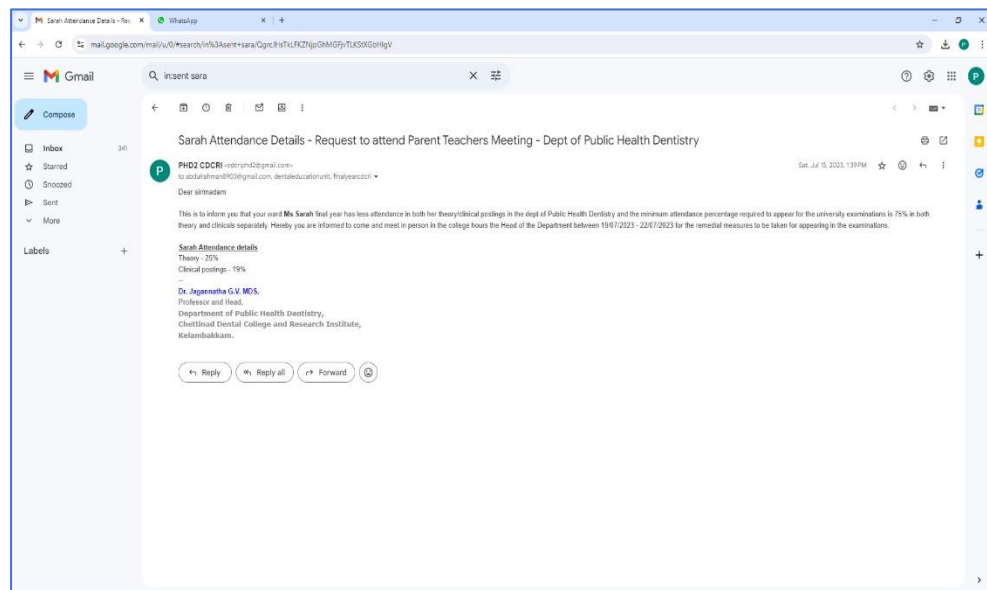 Sarah Attendance Details - Rec
WhatsApp
mail.google.com/mail/u/0/#search/in%3Asent+sara/
Gmail
in:sent sara
Compose
Inbox 341
Starred
Snoozed
Sent
More
Labels
Sarah Attendance Details - Request to attend Parent Teachers Meeting - Dept of Public Health Dentistry
P
PHD2 CDCRI <cdcriphd2@gmail.com>
Sat, Jul 15, 2023, 1:39 PM
to abdulrahman8903@gmail.com, dentaleducationunit, finalyearcdcri
Dear sir/madam
This is to inform you that your ward Ms Sarah final year has less attendance in both her theory/clinical postings in the dept of Public Health Dentistry and the minimum attendance percentage required to appear for the university examinations is 75% in both
theory and clinicals separately. Hereby you are informed to come and meet in person in the college hours the Head of the Department between 19/07/2023 - 22/07/2023 for the remedial measures to be taken for appearing in the examinations.
Sarah Attendance details
Theory - 25%
Clinical postings - 19%
--
Dr. Jagannatha G.V. MDS,
Professor and Head,
Department of Public Health Dentistry,
Chettinad Dental College and Research Institute,
Kelambakkam.
Reply
Reply all
Forward